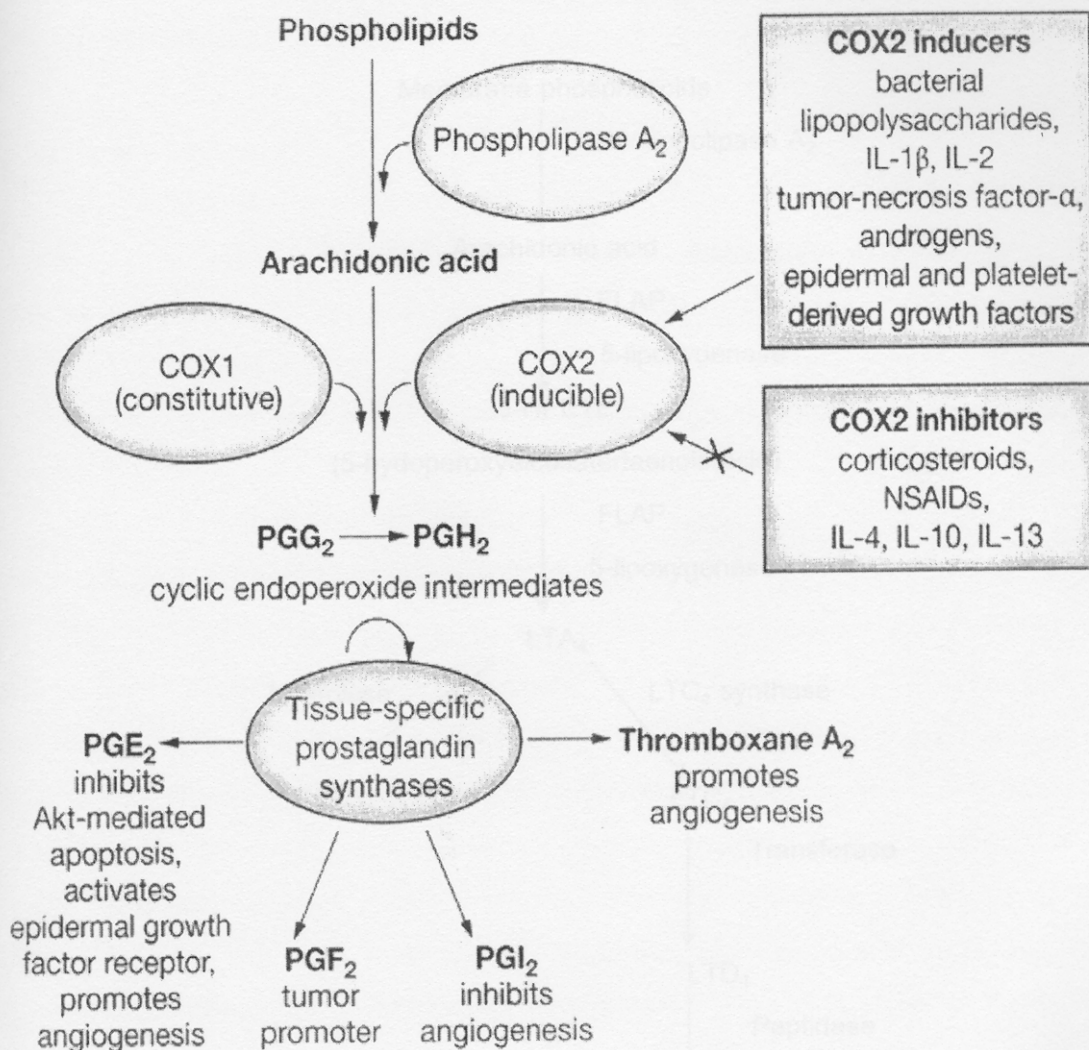 Phospholipids
Phospholipase A₂
Arachidonic acid
COX1
(constitutive)
COX2
(inducible)
COX2 inducers
bacterial
lipopolysaccharides,
IL-1β, IL-2
tumor-necrosis factor-α,
androgens,
epidermal and platelet-
derived growth factors
COX2 inhibitors
corticosteroids,
NSAIDs,
IL-4, IL-10, IL-13
PGG₂ PGH₂
cyclic endoperoxide intermediates
Tissue-specific
prostaglandin
synthases
PGE₂
inhibits
Akt-mediated
apoptosis,
activates
epidermal growth
factor receptor,
promotes
angiogenesis
PGF₂
tumor
promoter
PGI₂
inhibits
angiogenesis
Thromboxane A₂
promotes
angiogenesis